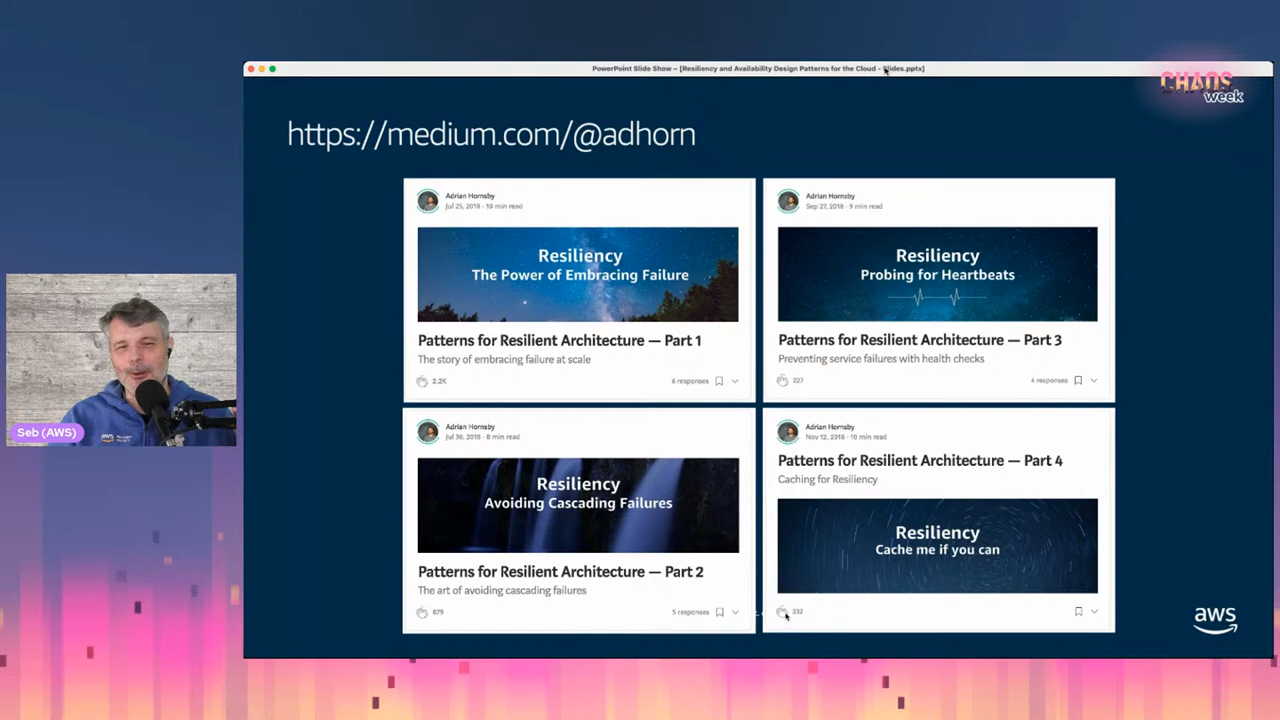 PowerPoint Slide Show – [Resiliency and Availability Design Patterns for the Cloud - Slides.pptx]
CHAOS
week
https://medium.com/@adhorn
Adrian Hornsby
Jul 25, 2018 · 10 min read
Resiliency
The Power of Embracing Failure
Patterns for Resilient Architecture — Part 1
The story of embracing failure at scale
2.2K
6 responses
Adrian Hornsby
Sep 27, 2018 · 9 min read
Resiliency
Probing for Heartbeats
Patterns for Resilient Architecture — Part 3
Preventing service failures with health checks
227
4 responses
Adrian Hornsby
Jul 30, 2018 · 8 min read
Resiliency
Avoiding Cascading Failures
Patterns for Resilient Architecture — Part 2
The art of avoiding cascading failures
879
5 responses
Adrian Hornsby
Nov 12, 2018 · 10 min read
Patterns for Resilient Architecture — Part 4
Caching for Resiliency
Resiliency
Cache me if you can
232
aws
Seb (AWS)
aws